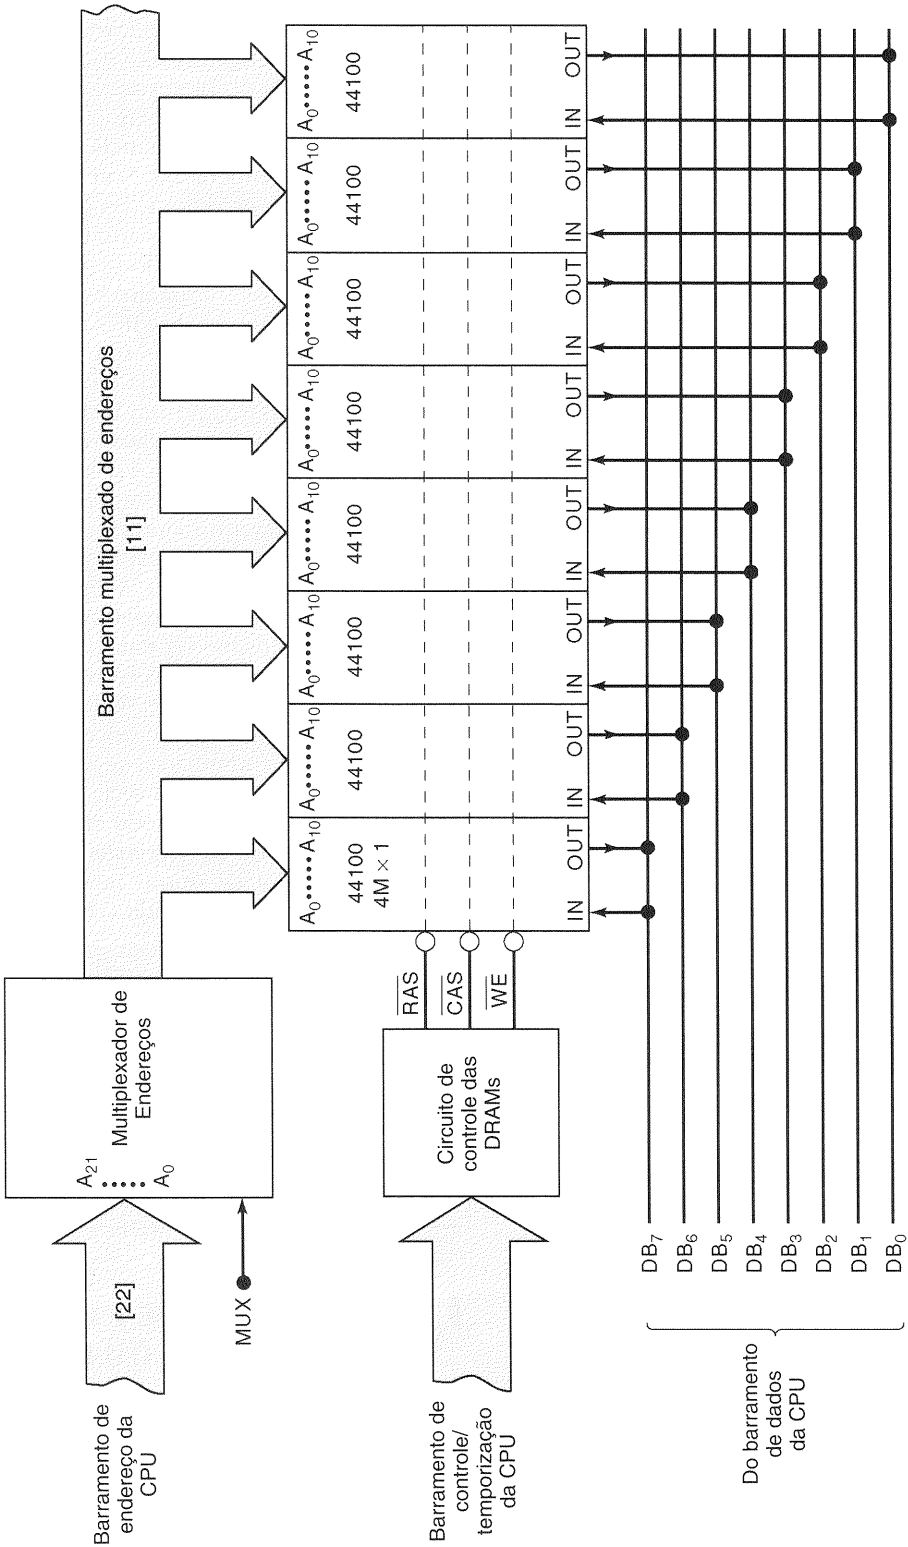 Barramento de
endereço da
CPU
[22]
MUX
A21
A0
Multiplexador de
Endereços
Barramento multiplexado de endereços
[11]
Barramento de
controle/
temporização
da CPU
Circuito de
controle das
DRAMs
RAS
CAS
WE
A0 A10
44100
4M × 1
IN OUT
A0 A10
44100
IN OUT
A0 A10
44100
IN OUT
A0 A10
44100
IN OUT
A0 A10
44100
IN OUT
A0 A10
44100
IN OUT
A0 A10
44100
IN OUT
A0 A10
44100
IN OUT
Do barramento
de dados
da CPU
DB7
DB6
DB5
DB4
DB3
DB2
DB1
DB0